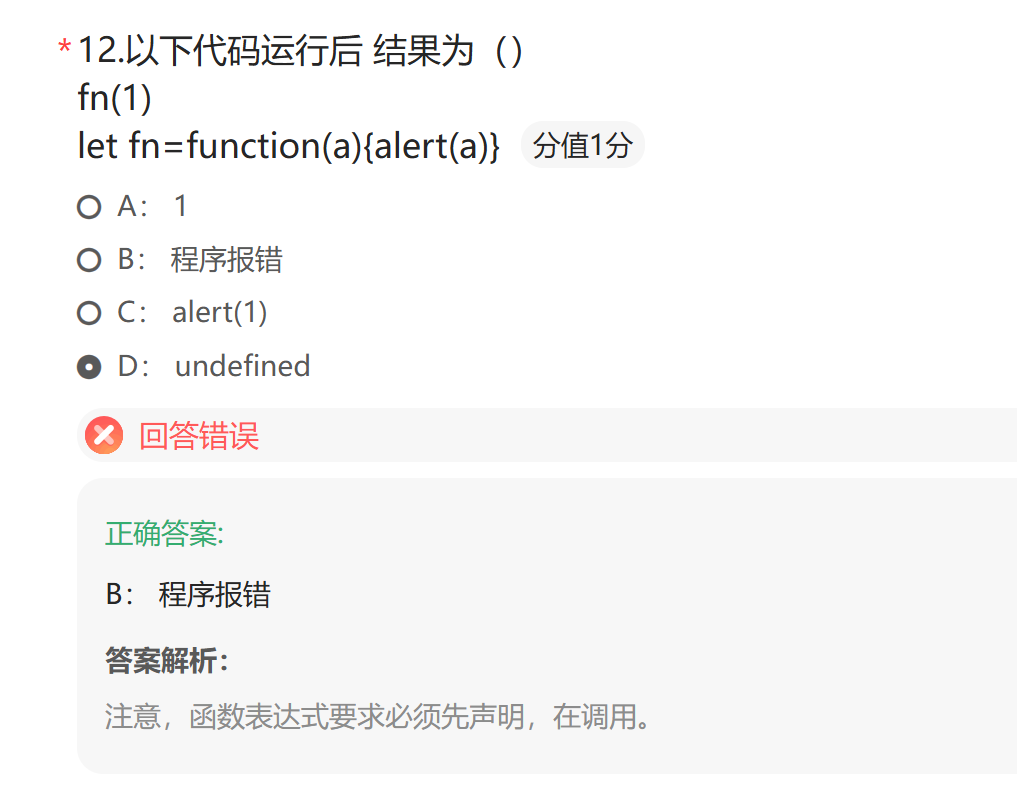 *12.以下代码运行后 结果为（）
fn(1)
let fn=function(a){alert(a)} 分值1分
A： 1
B： 程序报错
C： alert(1)
D： undefined
回答错误
正确答案:
B： 程序报错
答案解析：
注意，函数表达式要求必须先声明，在调用。